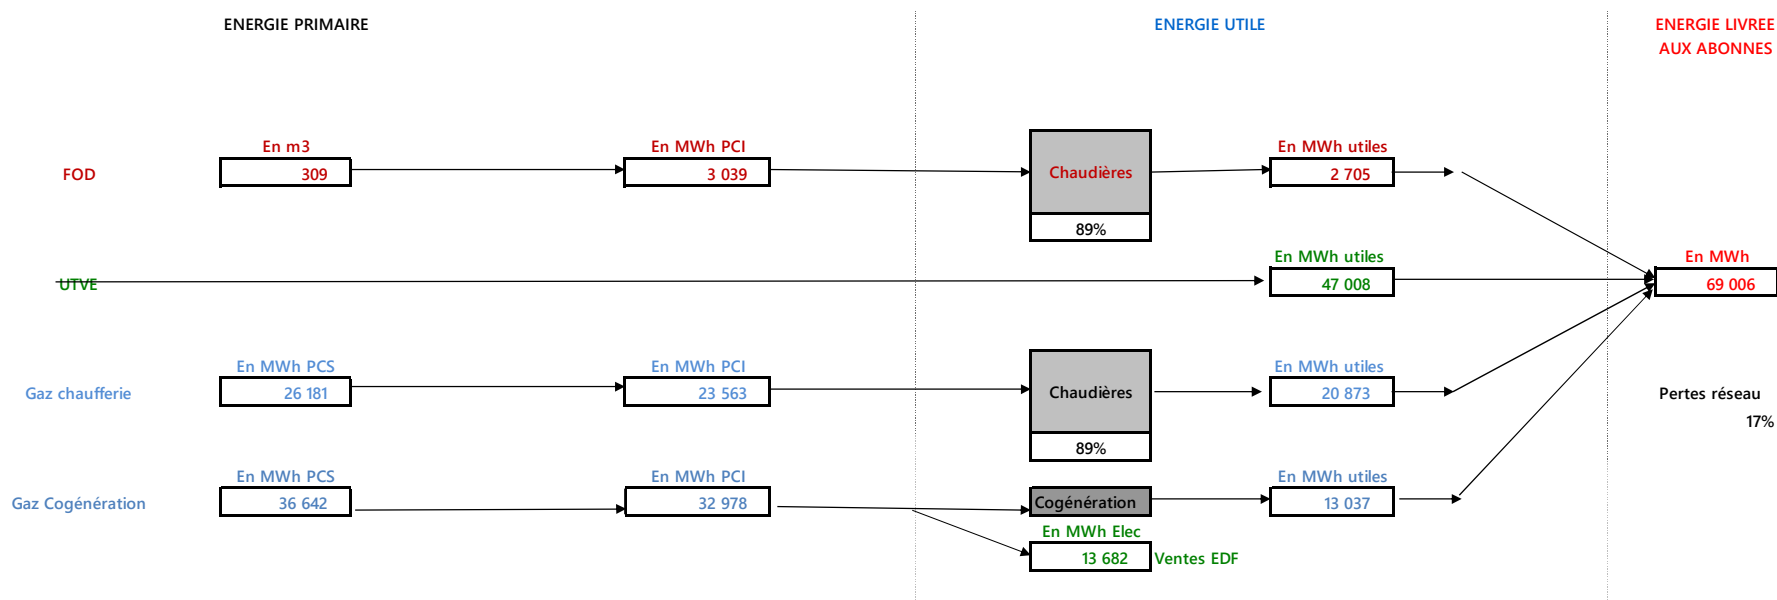 ENERGIE PRIMAIRE
ENERGIE UTILE
ENERGIE LIVREE
AUX ABONNES
En m3
En MWh PCI
En MWh utiles
FOD
309
3 039
Chaudières
2 705
89%
En MWh utiles
En MWh
UTVE
47 008
69 006
En MWh PCS
En MWh PCI
En MWh utiles
Gaz chaufferie
26 181
23 563
Chaudières
20 873
Pertes réseau
17%
89%
En MWh PCS
En MWh PCI
En MWh utiles
Gaz Cogénération
36 642
32 978
Cogénération
13 037
En MWh Elec
13 682
Ventes EDF